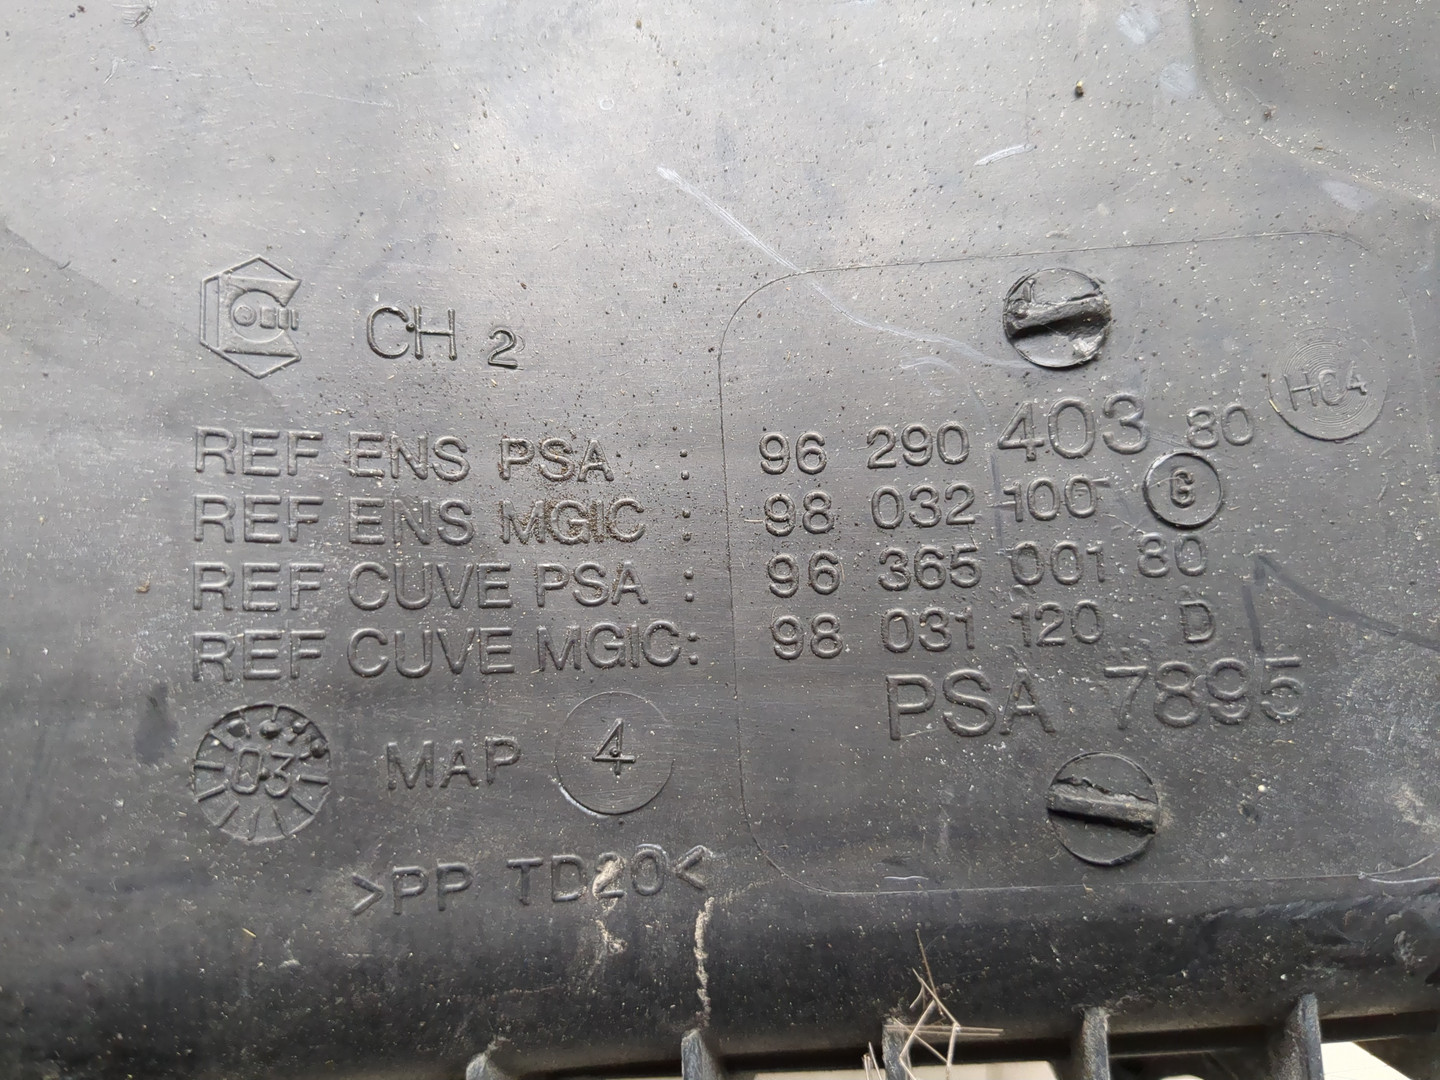 CH 2
REF ENS PSA : 96 290 403 80
HC4
REF ENS MGIC : 98 032 100 G
REF CUVE PSA : 96 365 001 80
REF CUVE MGIC: 98 031 120 D
PSA 7895
03
MAP 4
>PP TD20<